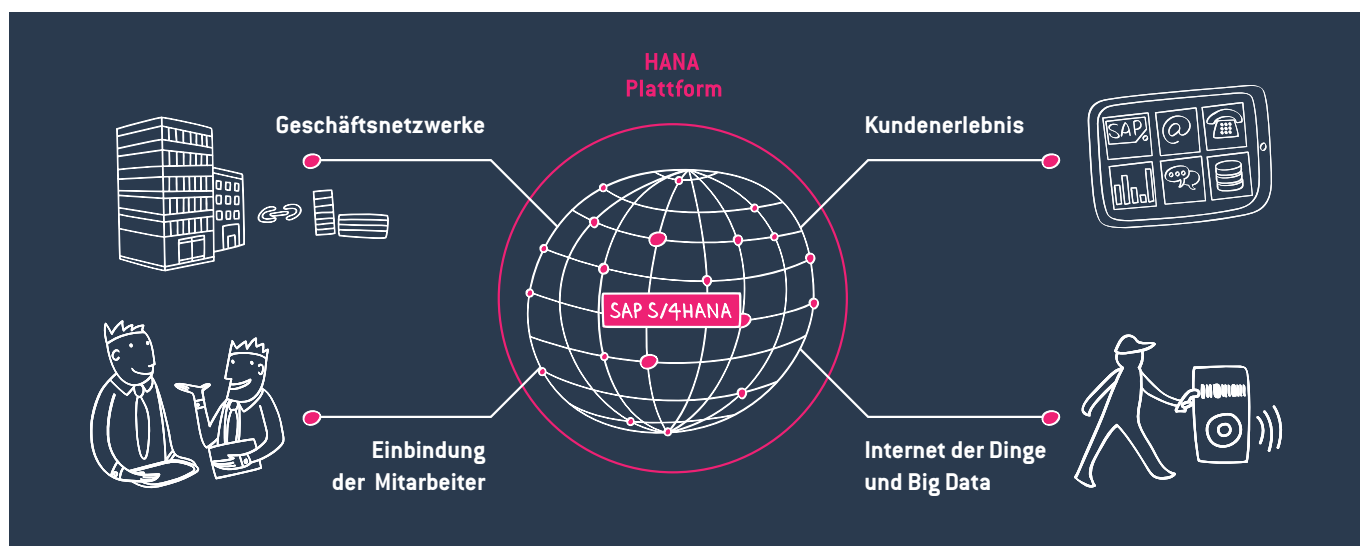 HANA
Plattform
Geschäftsnetzwerke
Kundenerlebnis
SAP
@
SAP S/4HANA
Einbindung
der Mitarbeiter
Internet der Dinge
und Big Data